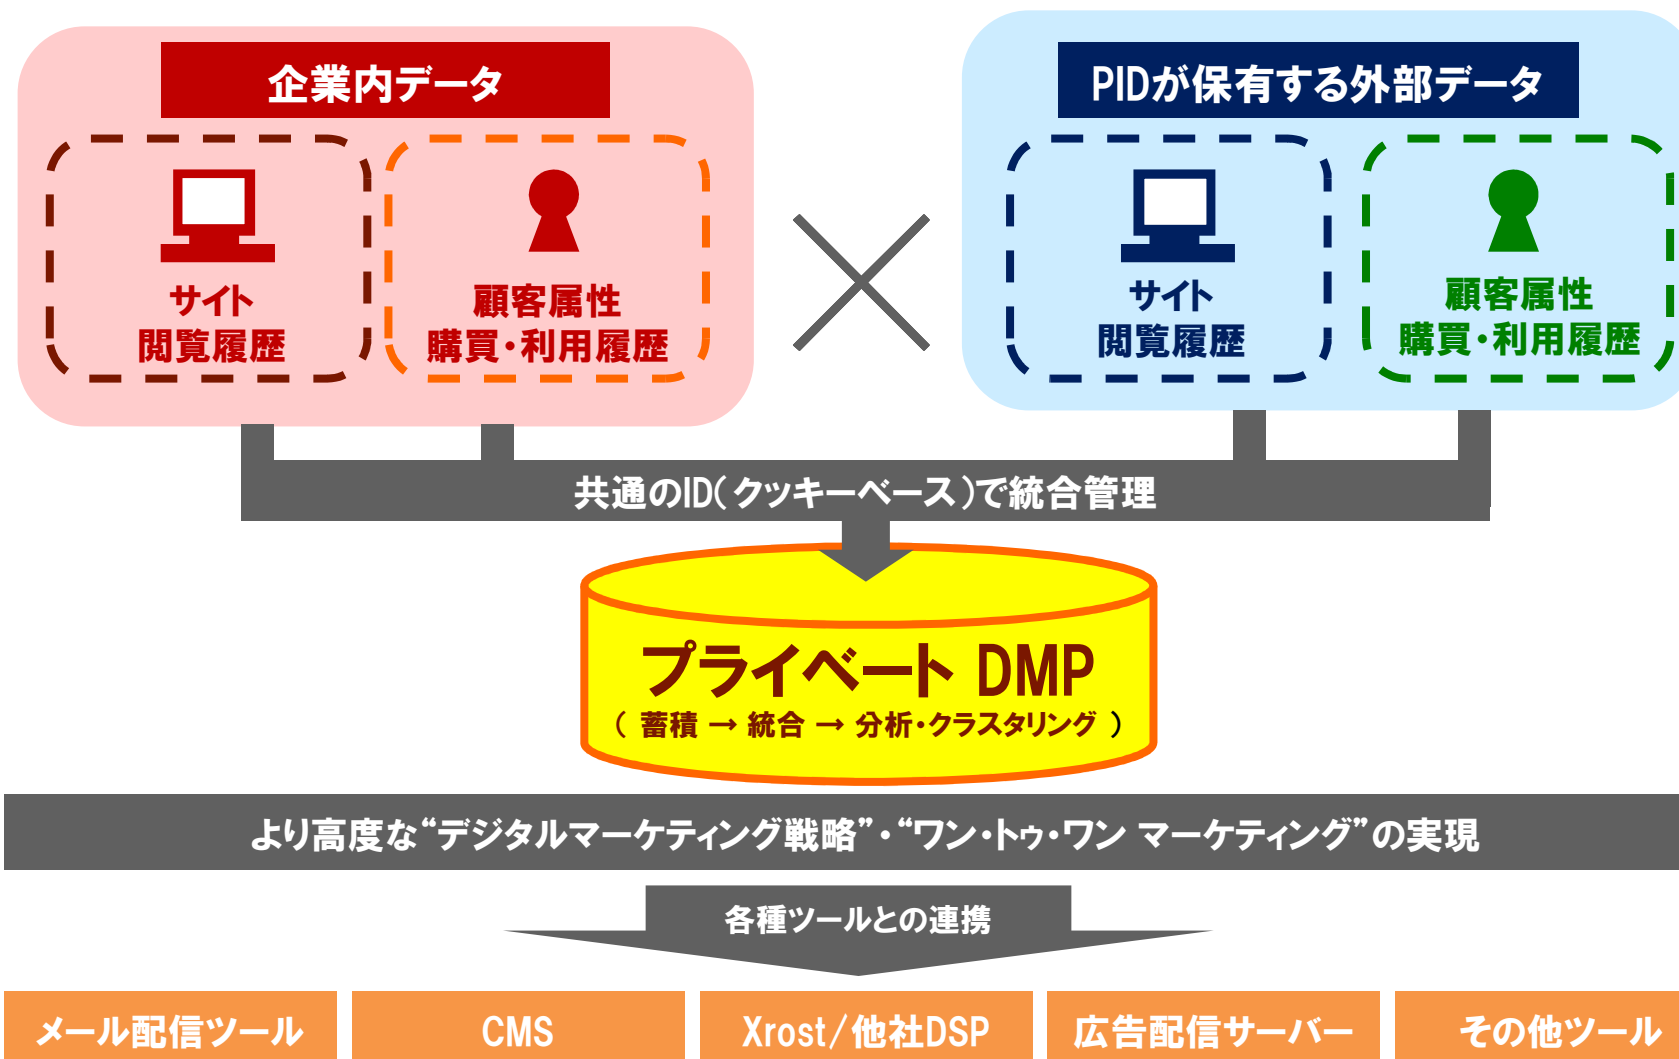 企業内データ
PIDが保有する外部データ
サイト
閲覧履歴
顧客属性
購買・利用履歴
サイト
閲覧履歴
顧客属性
購買・利用履歴
共通のID(クッキーベース)で統合管理
プライベート DMP
( 蓄積 → 統合 → 分析・クラスタリング )
より高度な“デジタルマーケティング戦略”・“ワン・トゥ・ワン マーケティング”の実現
各種ツールとの連携
メール配信ツール
CMS
Xrost/他社DSP
広告配信サーバー
その他ツール